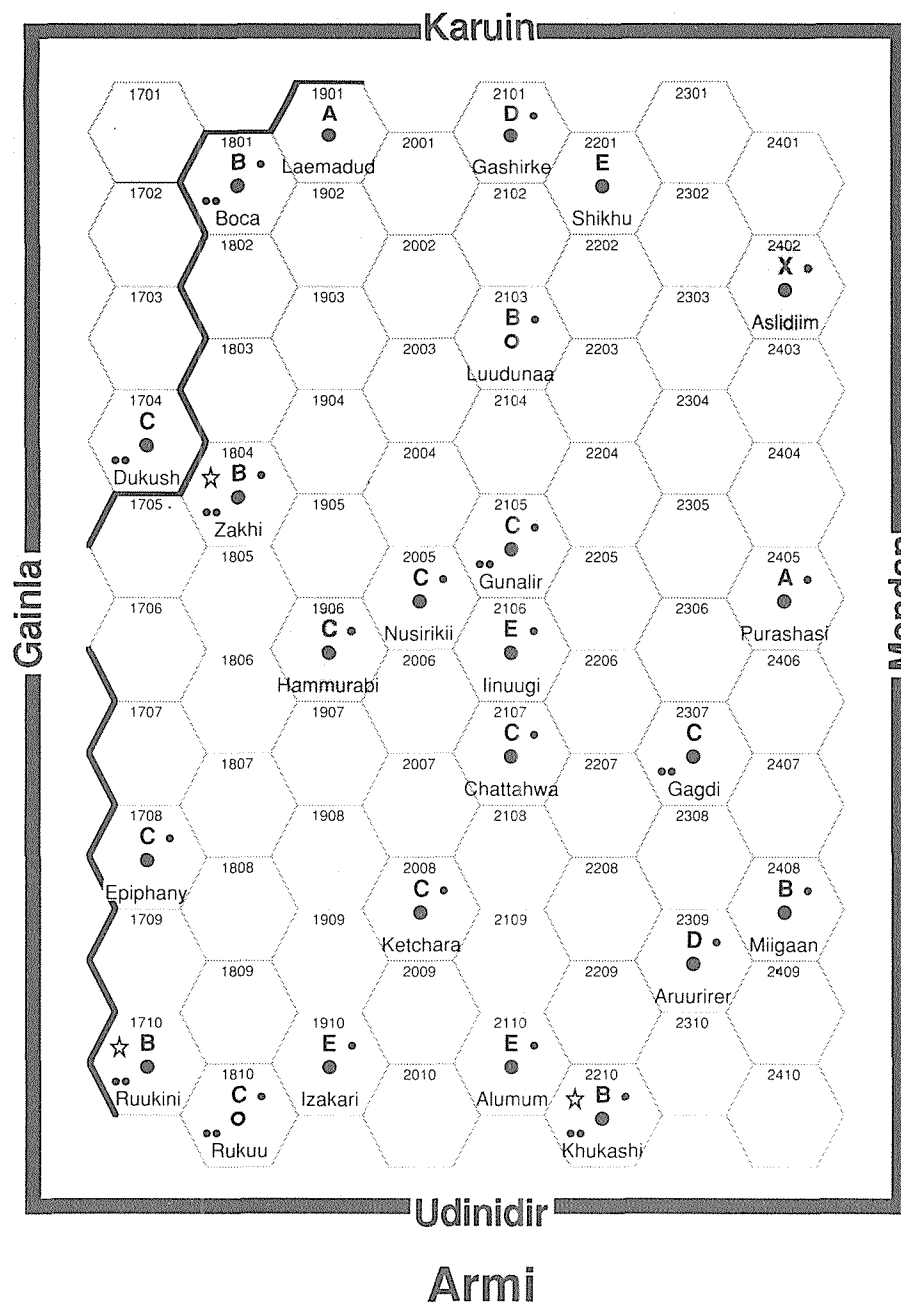 Karuin
1701 1901 2101 2301
A D
1801 2001 2201 2401
B E
Laemadud Gashirke
1702 1902 2102 2302
Boca Shikhu
1802 2002 2202 2402
X
1703 1903 2103 2303
B
Aslidiim
1803 2003 2203 2403
Luudunaa
1704 1904 2104 2304
C
1804 2004 2204 2404
B
Dukush
1705 1905 2105 2305
C
Zakhi
1805 2005 2205 2405
C A
Gunalir
1706 1906 2106 2306
C E
Nusirikii Purashasi
Gainla
1806 2006 2206 2406
Hammurabi Iinuugi
1707 1907 2107 2307
C C
1807 2007 2207 2407
Chattahwa Gagdi
1708 1908 2108 2308
C
1808 2008 2208 2408
C B
Epiphany
1709 1909 2109 2309
D
Ketchara Miigaan
1809 2009 2209 2409
Aruurirer
1710 1910 2110 2310
B E E
1810 2010 2210 2410
C B
Ruukini Izakari Alumum
Rukuu Khukashi
Udinidir
Armi